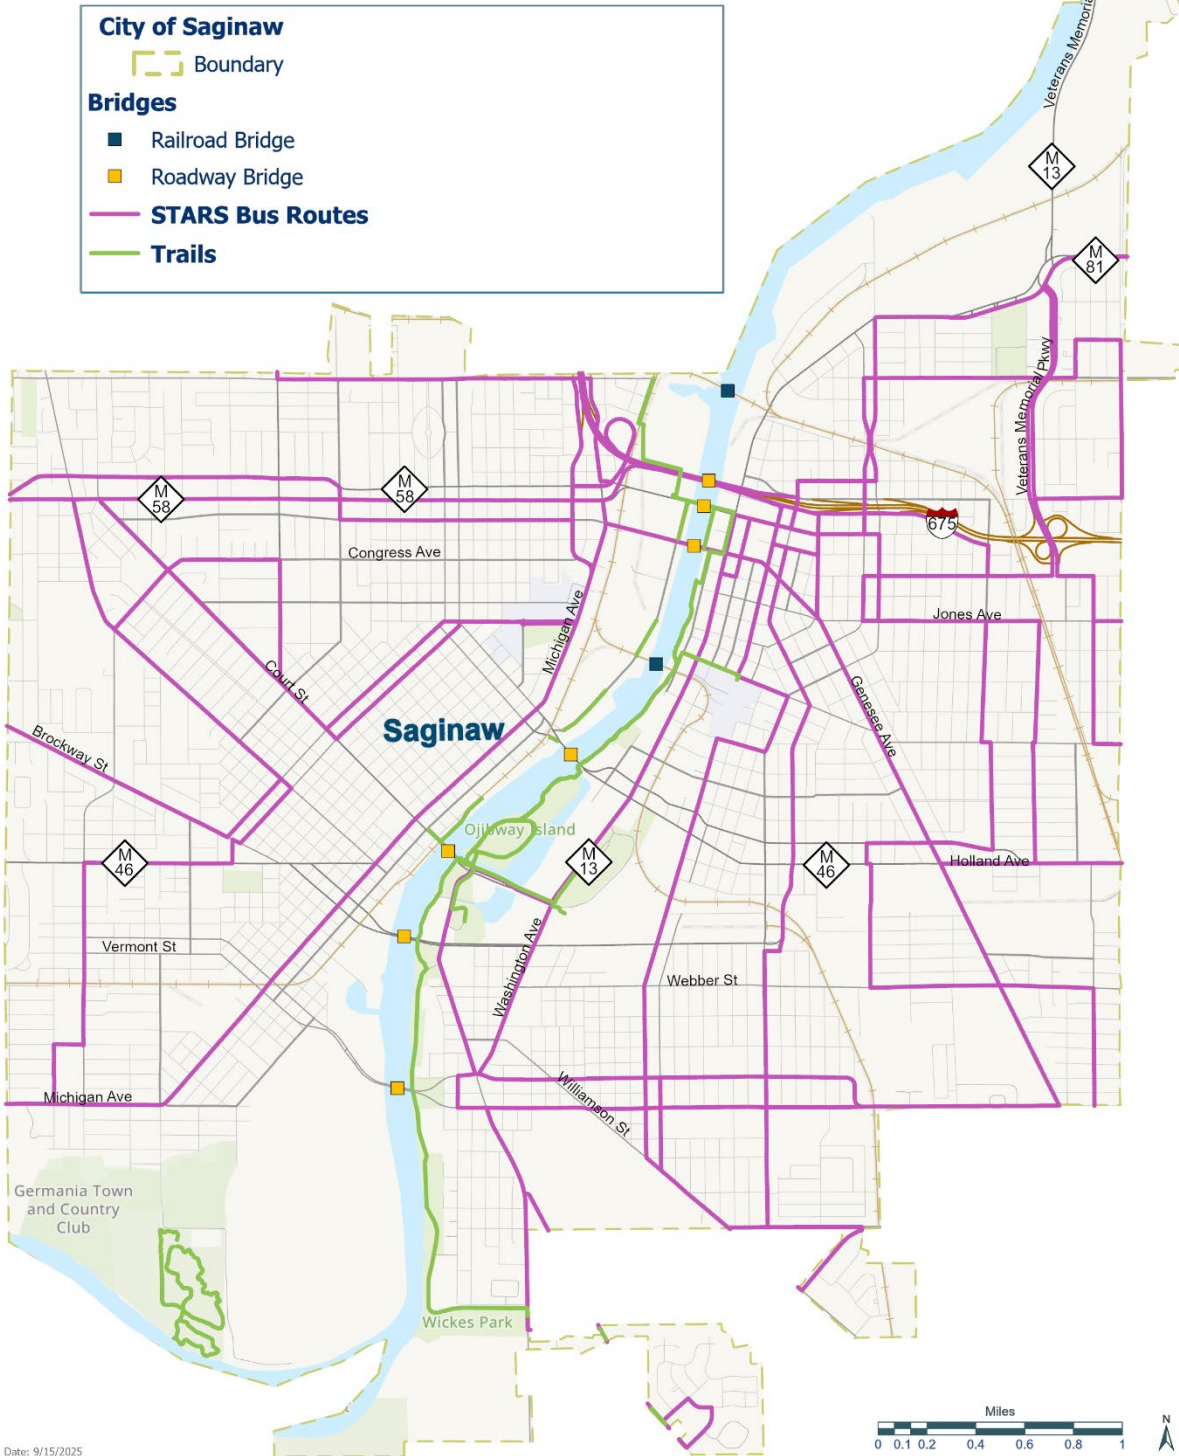 City of Saginaw
Boundary
Bridges
Railroad Bridge
Roadway Bridge
STARS Bus Routes
Trails
Veterans Memoria
M
13
M
81
Veterans Memorial Pkwy
M
58
M
58
675
Congress Ave
Michigan Ave
Jones Ave
Court St
Genesee Ave
Saginaw
Brockway St
Ojibway Island
M
46
M
13
M
46
Holland Ave
Vermont St
Washington Ave
Webber St
Michigan Ave
Williamson St
Germania Town
and Country
Club
Wickes Park
Miles
0 0.1 0.2 0.4 0.6 0.8 1
N
Date: 9/15/2025